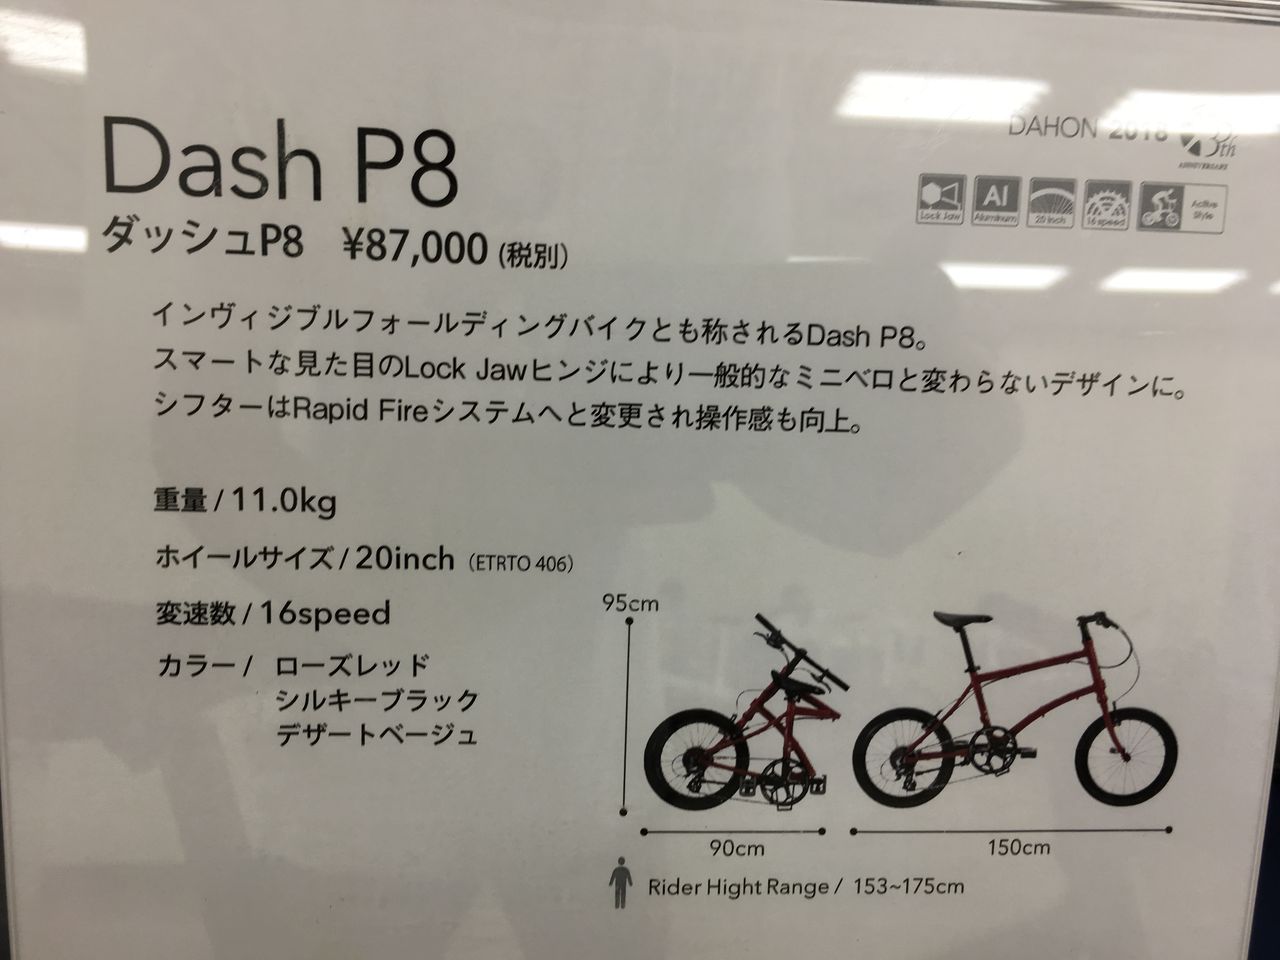 Dash P8
DAHON 2018
th
ANNIVERSARY
Lock Jaw
Al
Aluminum
20 inch
16 speed
Active
Style
ダッシュP8 ¥87,000 (税別)
インヴィジブルフォールディングバイクとも称されるDash P8。
スマートな見た目のLock Jawヒンジにより一般的なミニベロと変わらないデザインに。
シフターはRapid Fireシステムへと変更され操作感も向上。
重量 / 11.0kg
ホイールサイズ / 20inch（ETRTO 406）
変速数 / 16speed
カラー / ローズレッド
シルキーブラック
デザートベージュ
95cm
90cm
150cm
Rider Hight Range / 153~175cm